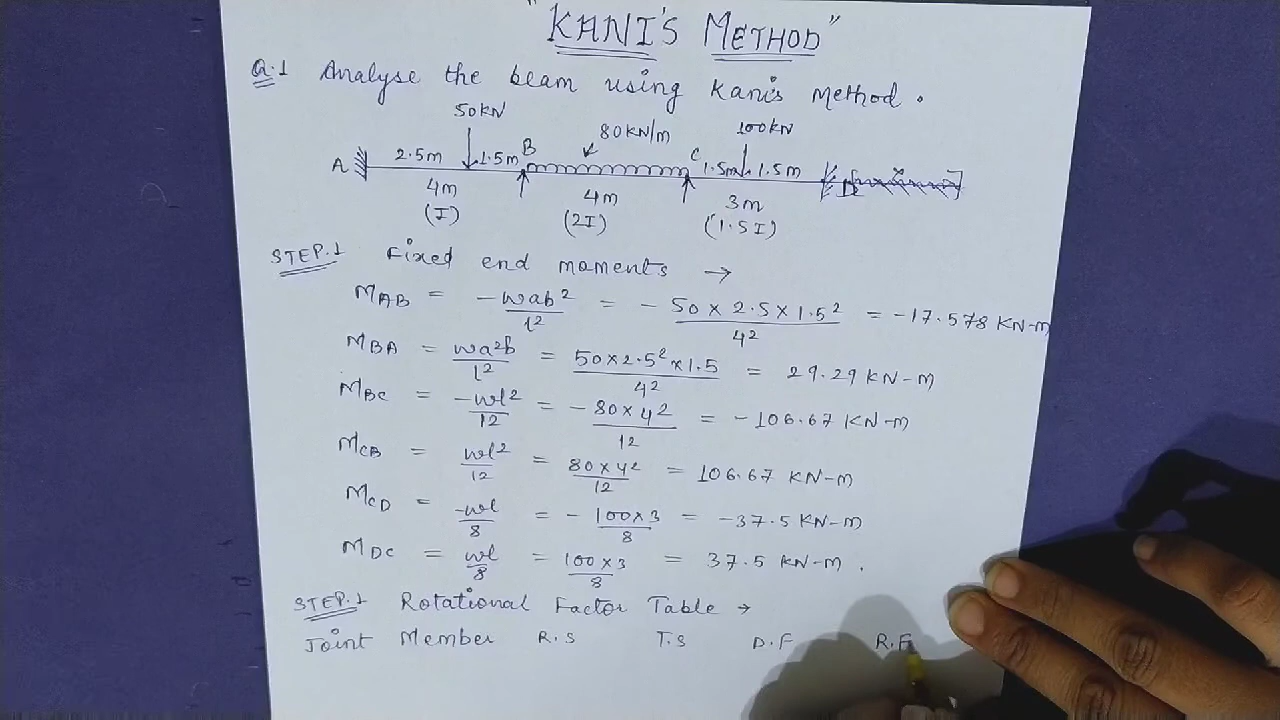 "KANI'S METHOD"
Q.1 Analyse the beam using Kani's Method.
50KN 80KN/m 100KN
A 2.5m 1.5m B C 1.5m 1.5m
4m 4m 3m
(I) (2I) (1.5I)
STEP.1 Fixed end moments →
MAB = -wab²/l² = - 50 × 2.5 × 1.5²/4² = -17.578 KN-m
MBA = wa²b/l² = 50×2.5²×1.5/4² = 29.29 KN-m
MBC = -wl²/12 = - 80×4²/12 = -106.67 KN-m
MCB = wl²/12 = 80×4²/12 = 106.67 KN-m
MCD = -wl/8 = - 100×3/8 = -37.5 KN-m
MDC = wl/8 = 100×3/8 = 37.5 KN-m.
STEP.1 Rotational Factor Table →
Joint Member R.S T.S D.F R.F